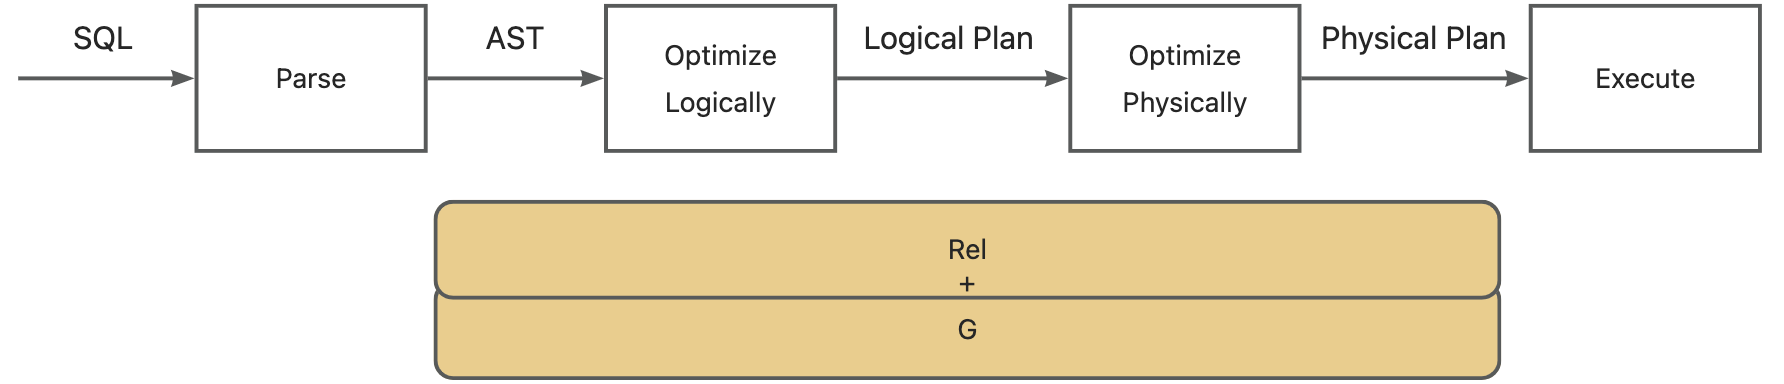 SQL
Parse
AST
Optimize
Logically
Logical Plan
Optimize
Physically
Physical Plan
Execute
Rel
+
G